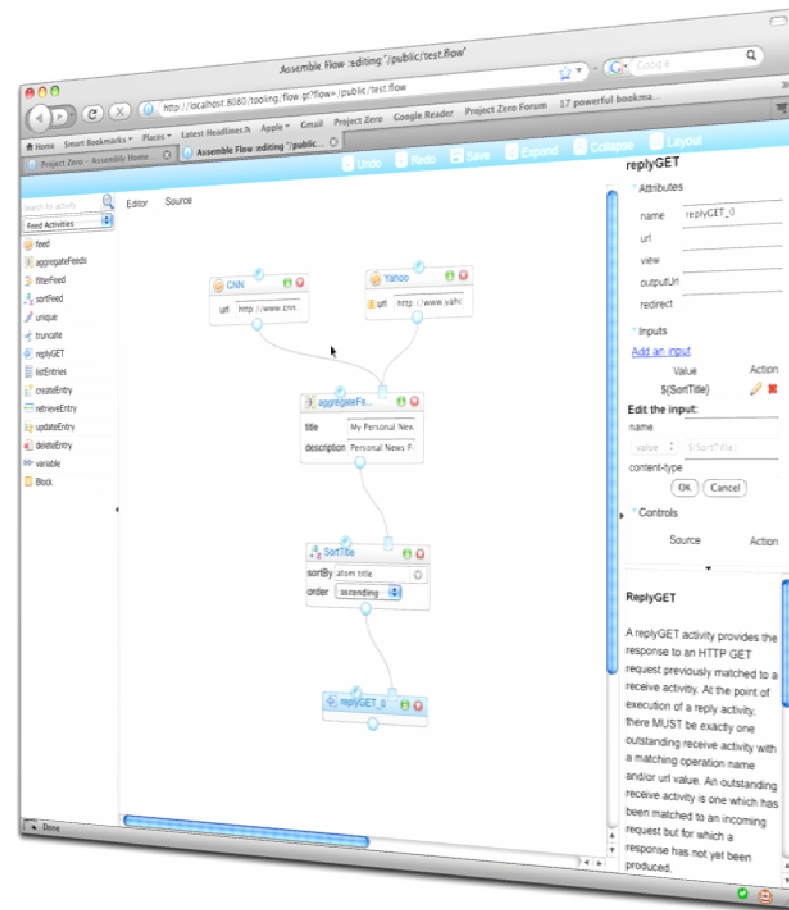 Assemble Flow :editing "/public/test.flow"
http://localhost:8080/tooling/flow.gt?flow=/public/test.flow
Google
Home Smart Bookmarks Places Latest Headlines Apple Gmail Project Zero Google Reader Project Zero Forum 17 powerful bookma...
Project Zero - Assembly Home ... Assemble Flow :editing "/public...
Undo Redo Save Expand Collapse Layout
Search for activity
Feed Activities
feed
aggregateFeeds
filterFeed
sortFeed
unique
truncate
replyGET
listEntries
createEntry
retrieveEntry
updateEntry
deleteEntry
variable
Block
Editor Source
CNN
url http://www.cnn.
Yahoo
url http://www.yahc
aggregateFe...
title My Personal New
description Personal News F
SortTitle
sortBy atom title
order ascending
replyGET_0
replyGET
Attributes
name replyGET_0
url
view
outputUrl
redirect
Inputs
Add an input
Value Action
${SortTitle}
Edit the input:
name
value ${SortTitle}
content-type
OK Cancel
Controls
Source Action
ReplyGET
A replyGET activity provides the
response to an HTTP GET
request previously matched to a
receive activity. At the point of
execution of a reply activity,
there MUST be exactly one
outstanding receive activity with
a matching operation name
and/or url value. An outstanding
receive activity is one which has
been matched to an incoming
request but for which a
response has not yet been
produced.
Done